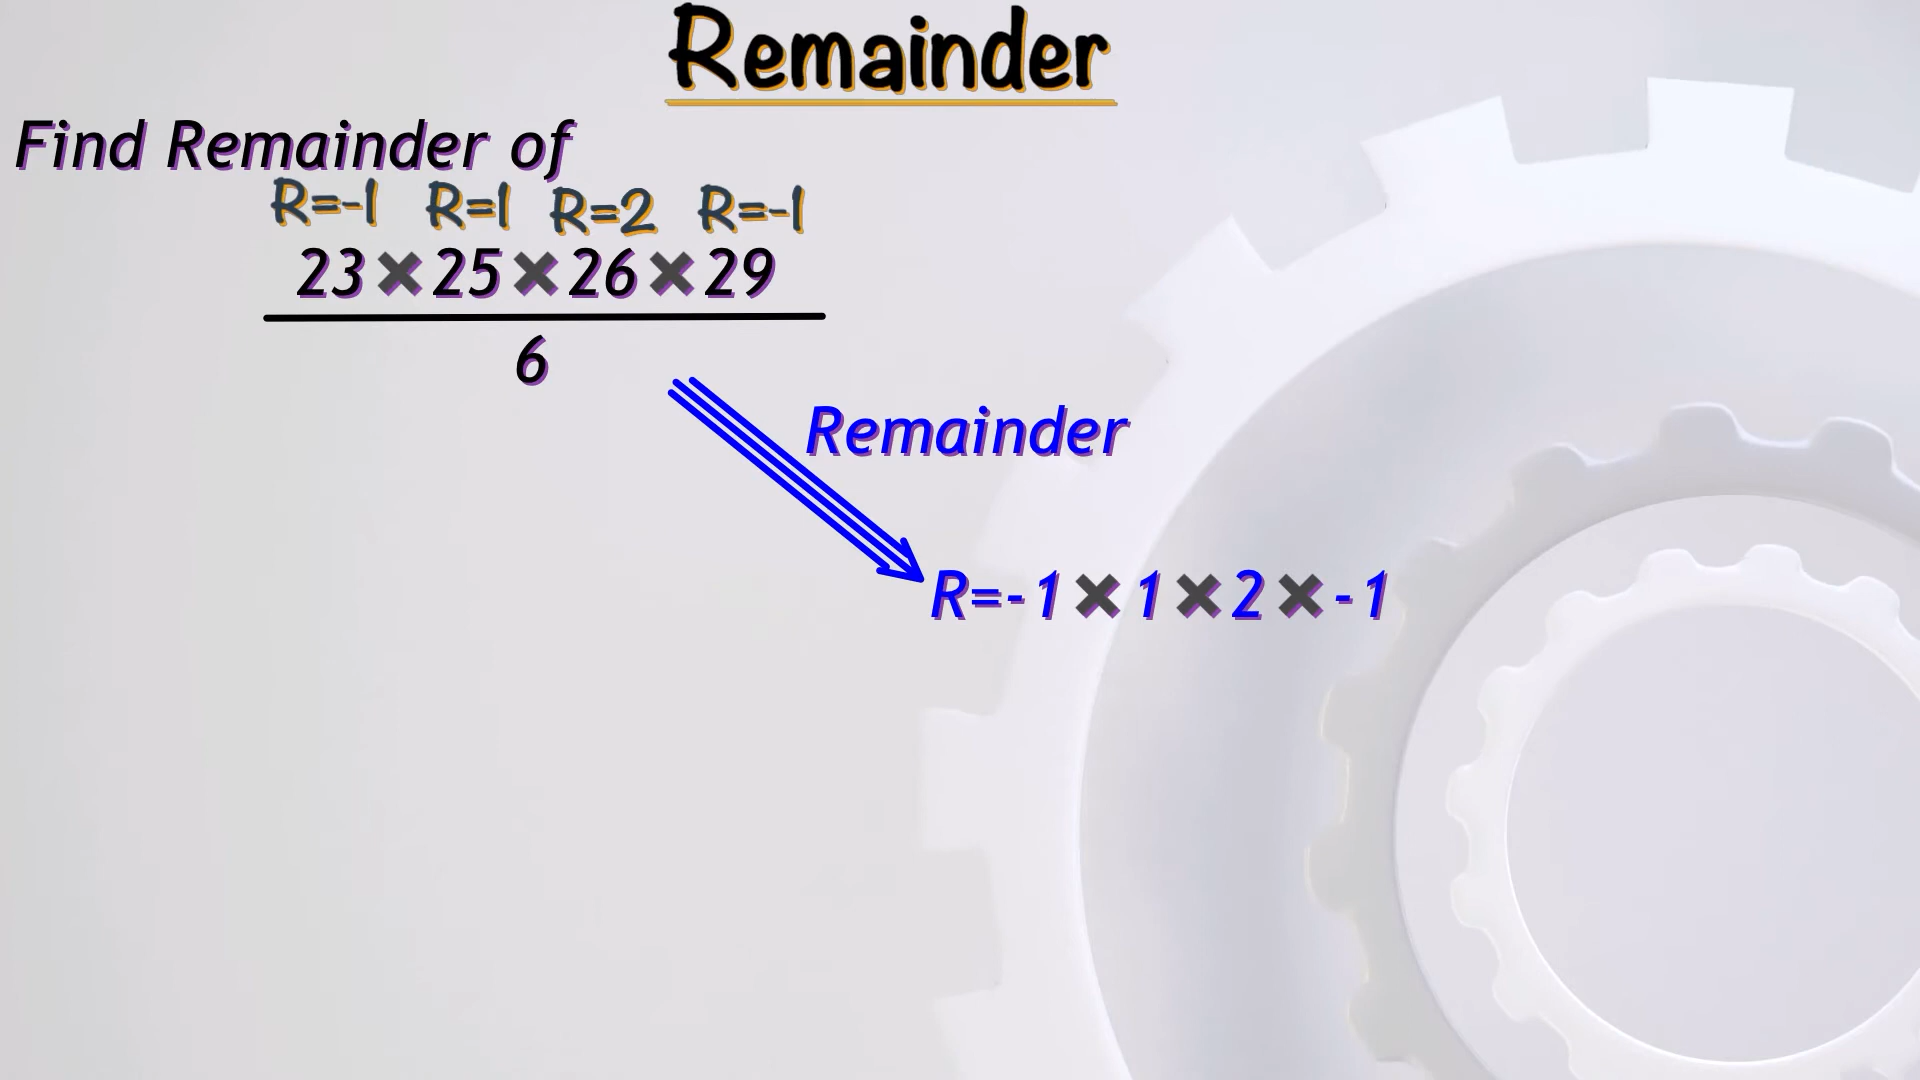 Remainder
Find Remainder of
R=-1 R=1 R=2 R=-1
23✖25✖26✖29
6
Remainder
R=-1✖1✖2✖-1